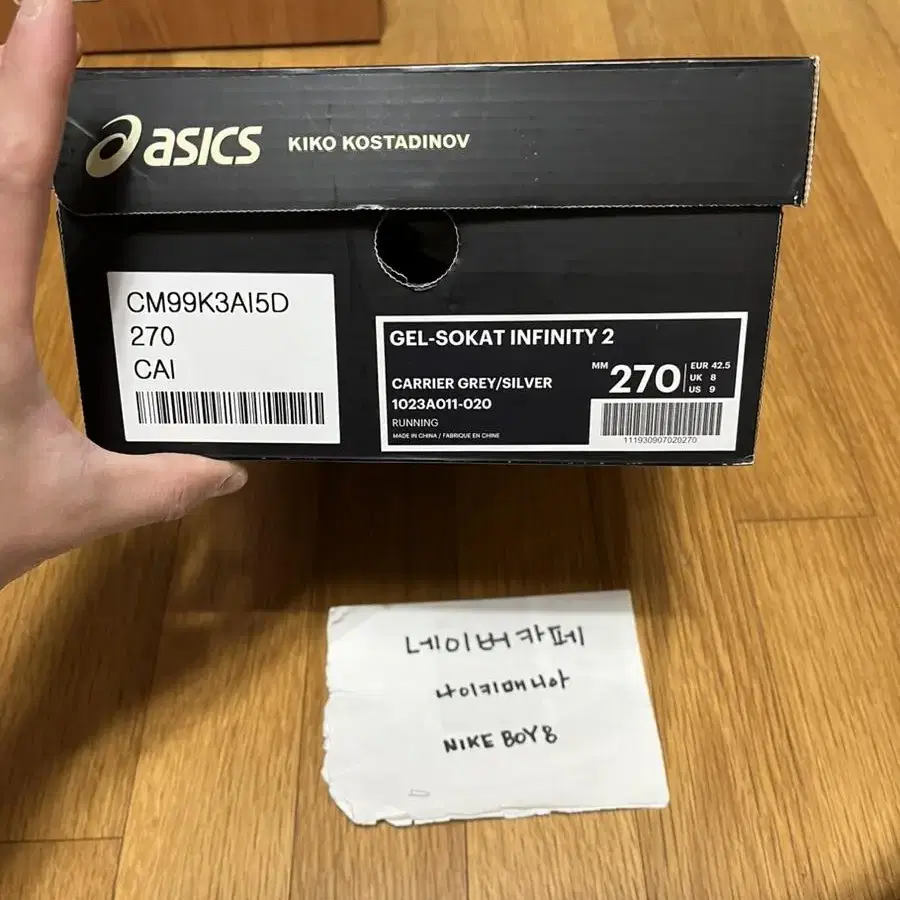 asics KIKO KOSTADINOV
CM99K3AI5D
270
CAI
GEL-SOKAT INFINITY 2
CARRIER GREY/SILVER
1023A011-020
RUNNING
MADE IN CHINA / FABRIQUE EN CHINE
MM 270
EUR 42.5
UK 8
US 9
111930907020270
네이버카페
나이키매니아
NIKE BOY8